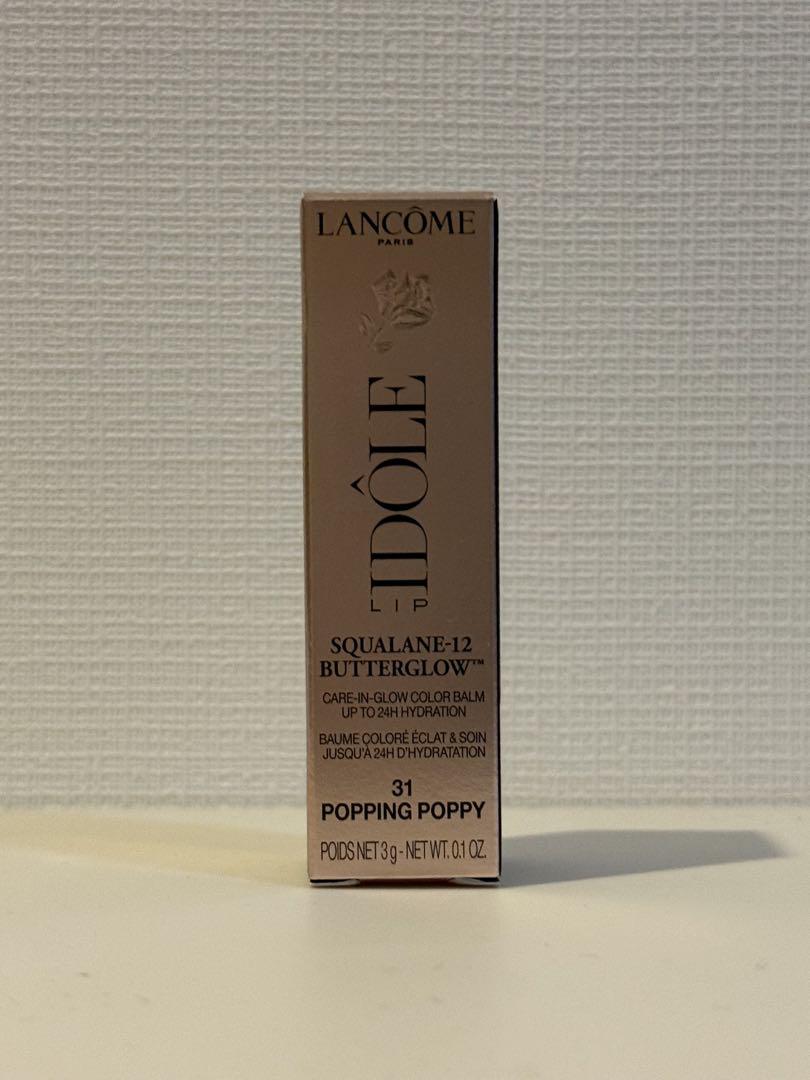 LANCÔME
PARIS
IDÔLE
LIP
SQUALANE-12
BUTTERGLOW™
CARE-IN-GLOW COLOR BALM
UP TO 24H HYDRATION
BAUME COLORÉ ÉCLAT & SOIN
JUSQU'À 24H D'HYDRATATION
31
POPPING POPPY
POIDS NET 3 g - NET WT. 0.1 OZ.